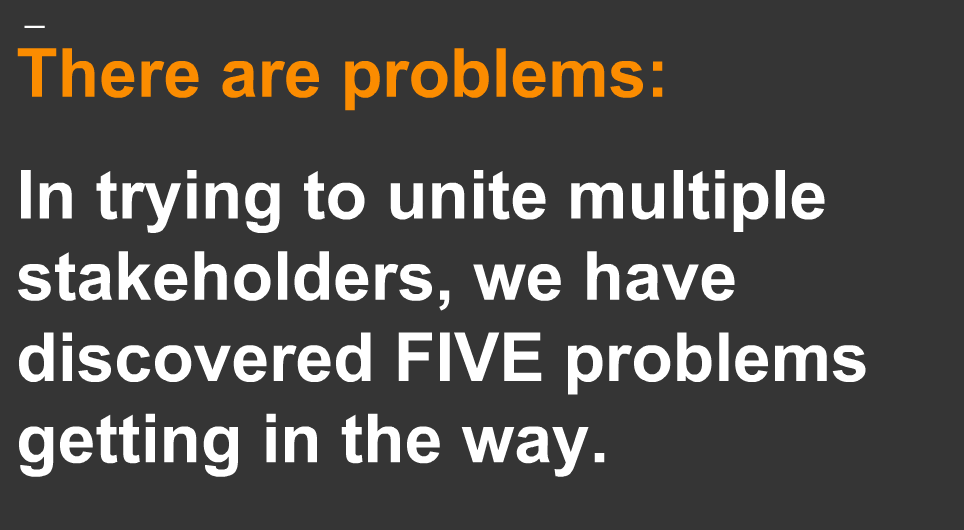 There are problems:
In trying to unite multiple
stakeholders, we have
discovered FIVE problems
getting in the way.